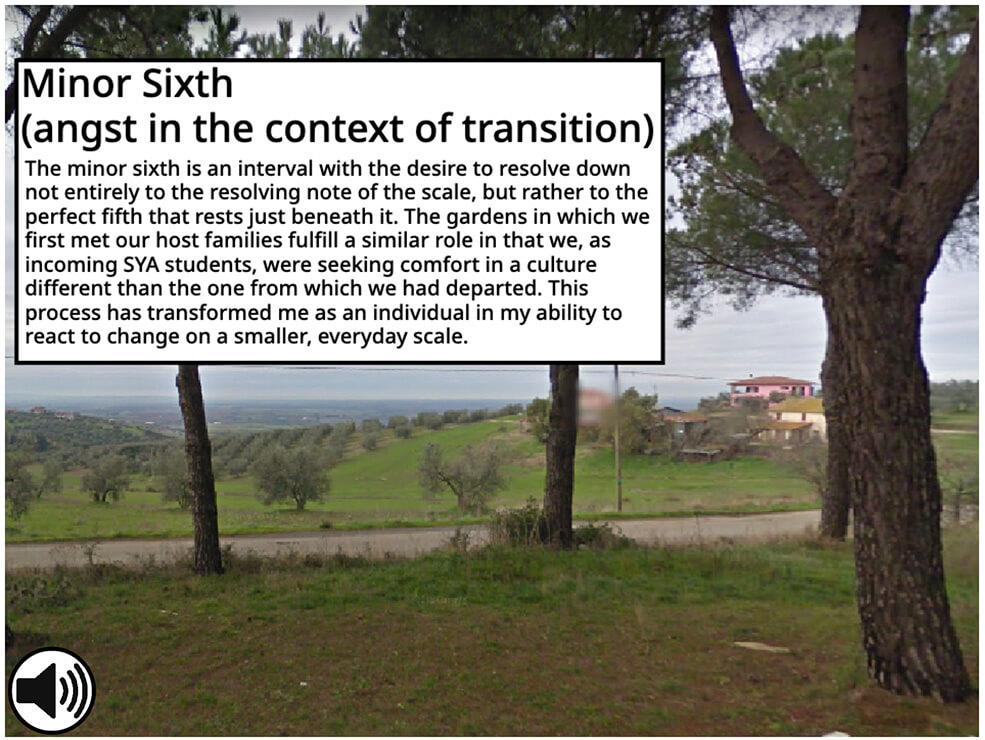 Minor Sixth
(angst in the context of transition)
The minor sixth is an interval with the desire to resolve down
not entirely to the resolving note of the scale, but rather to the
perfect fifth that rests just beneath it. The gardens in which we
first met our host families fulfill a similar role in that we, as
incoming SYA students, were seeking comfort in a culture
different than the one from which we had departed. This
process has transformed me as an individual in my ability to
react to change on a smaller, everyday scale.